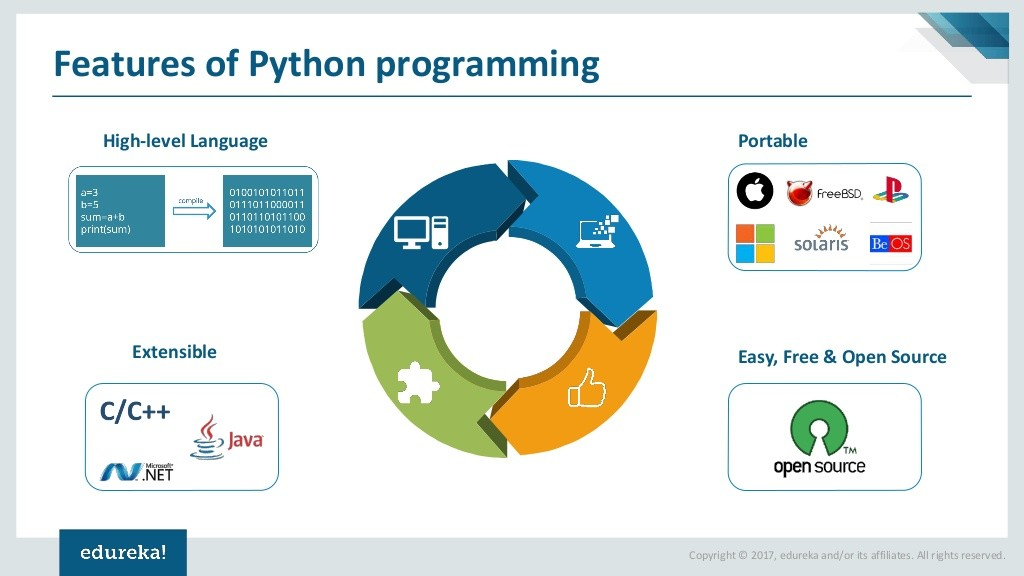 Features of Python programming
High-level Language
a=3
b=5
sum=a+b
print(sum)
compile
0100101011011
0111011000011
0110110101100
1010101011010
Portable
FreeBSD
solaris
Be OS
Extensible
C/C++
Java
Microsoft
.NET
Easy, Free & Open Source
TM
open source
edureka!
Copyright © 2017, edureka and/or its affiliates. All rights reserved.